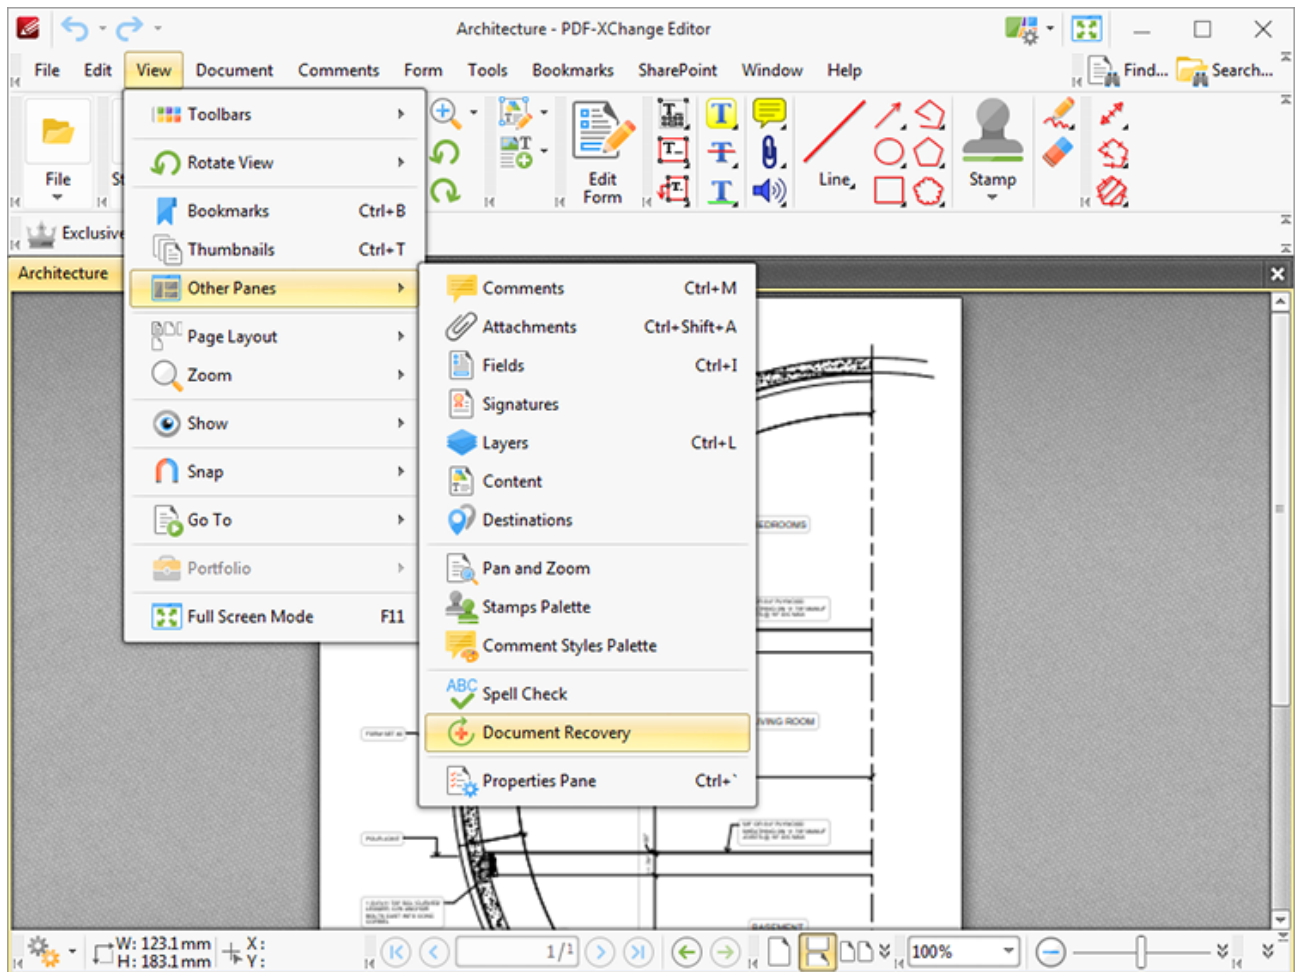 Architecture - PDF-XChange Editor
File Edit View Document Comments Form Tools Bookmarks SharePoint Window Help Find... Search...
Toolbars
Rotate View
Bookmarks Ctrl+B
Thumbnails Ctrl+T
Other Panes
Page Layout
Zoom
Show
Snap
Go To
Portfolio
Full Screen Mode F11
File
St
Edit
Form
Line
Stamp
Exclusive
Architecture
Comments Ctrl+M
Attachments Ctrl+Shift+A
Fields Ctrl+I
Signatures
Layers Ctrl+L
Content
Destinations
Pan and Zoom
Stamps Palette
Comment Styles Palette
ABC Spell Check
Document Recovery
Properties Pane Ctrl+`
EDROOMS
VING ROOM
BASEMENT
W: 123.1 mm X:
H: 183.1 mm Y:
1/1
100%